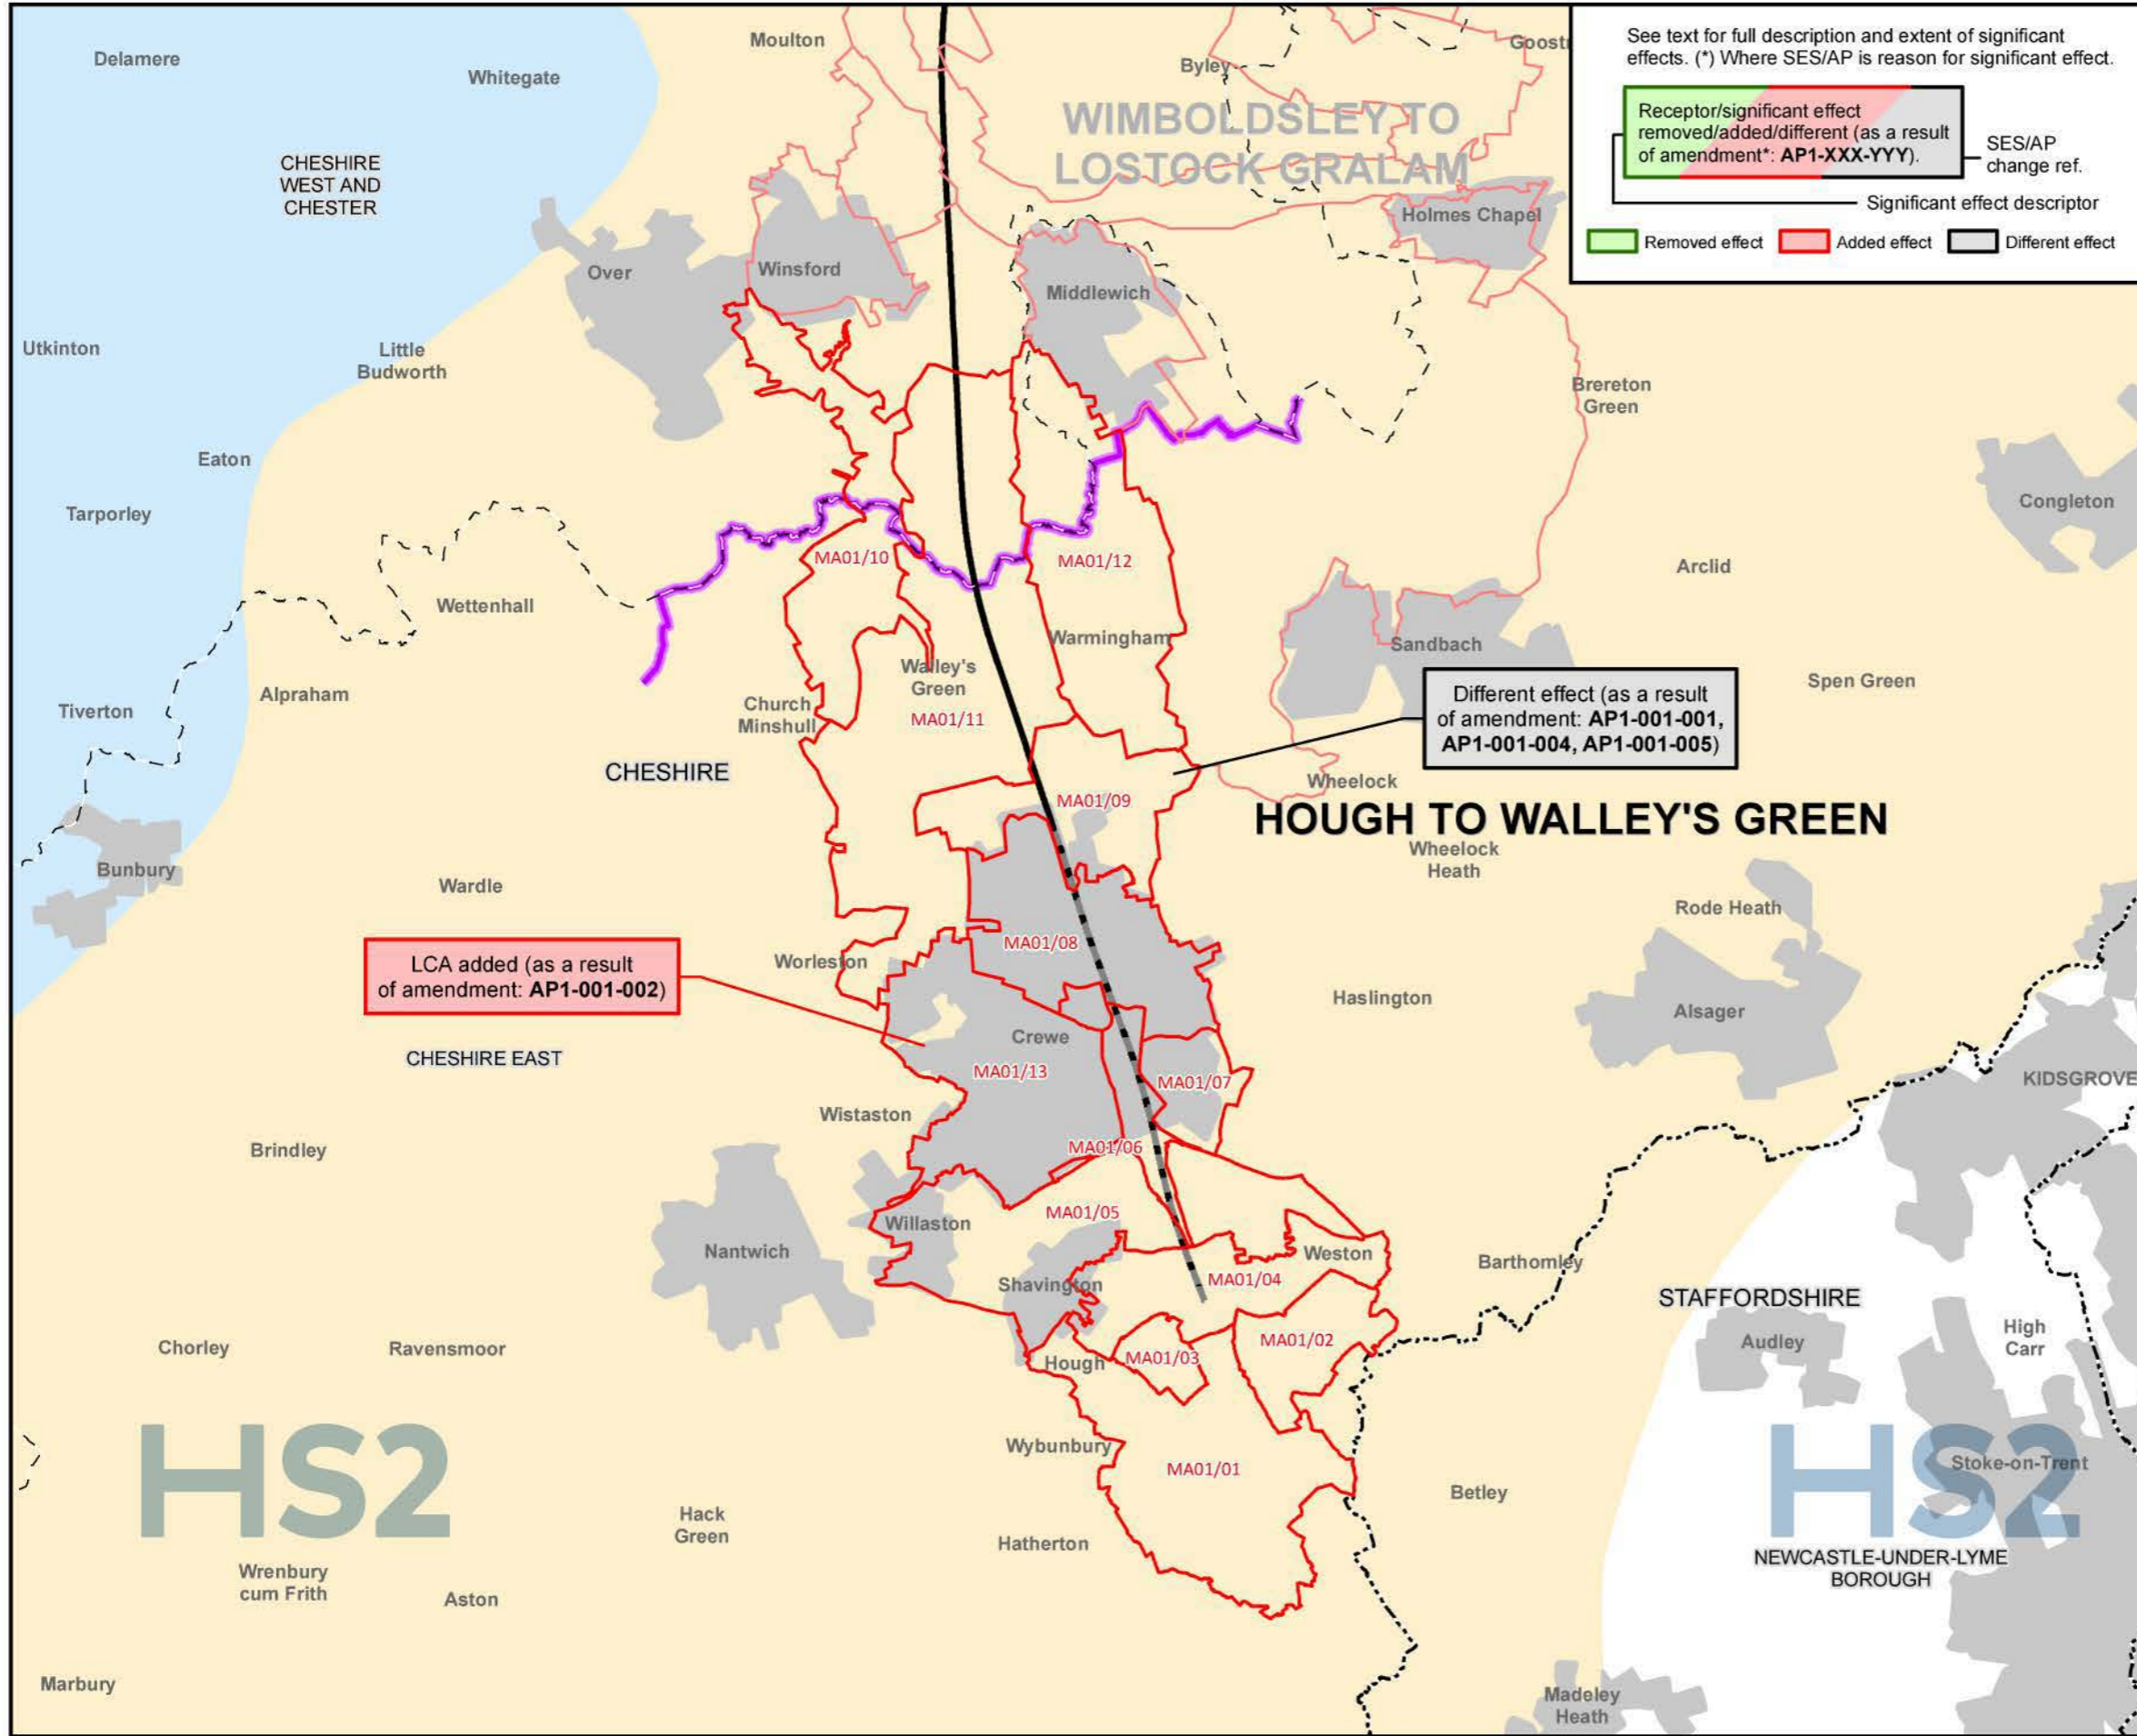 Delamere
Whitegate
Moulton
Byley
See text for full description and extent of significant
effects. (*) Where SES/AP is reason for significant effect.
Receptor/significant effect
removed/added/different (as a result
of amendment*: AP1-XXX-YYY).
SES/AP
change ref.
Significant effect descriptor
Removed effect
Added effect
Different effect
WIMBOLDSLEY TO
LOSTOCK GRALAM
CHESHIRE
WEST AND
CHESTER
Over
Winsford
Middlewich
Holmes Chapel
Utkinton
Little
Budworth
Brereton
Green
Eaton
Tarporley
Congleton
MA01/10
MA01/12
Arclid
Wettenhall
Warmingham
Sandbach
Walley's
Green
Spen Green
Alpraham
Tiverton
Church
Minshull
MA01/11
Different effect (as a result
of amendment: AP1-001-001,
AP1-001-004, AP1-001-005)
CHESHIRE
Wheelock
MA01/09
HOUGH TO WALLEY'S GREEN
Wheelock
Heath
Bunbury
Wardle
Rode Heath
MA01/08
LCA added (as a result
of amendment: AP1-001-002)
Worleston
Haslington
Alsager
Crewe
CHESHIRE EAST
MA01/13
MA01/07
KIDSGROVE
Wistaston
Brindley
MA01/06
MA01/05
Willaston
Nantwich
Weston
Barthomley
Shavington
MA01/04
STAFFORDSHIRE
Chorley
Ravensmoor
Hough
MA01/03
MA01/02
Audley
High
Carr
HS2
Wybunbury
MA01/01
HS2
Stoke-on-Trent
Betley
Hack
Green
Hatherton
NEWCASTLE-UNDER-LYME
BOROUGH
Wrenbury
cum Frith
Aston
Marbury
Madeley
Heath